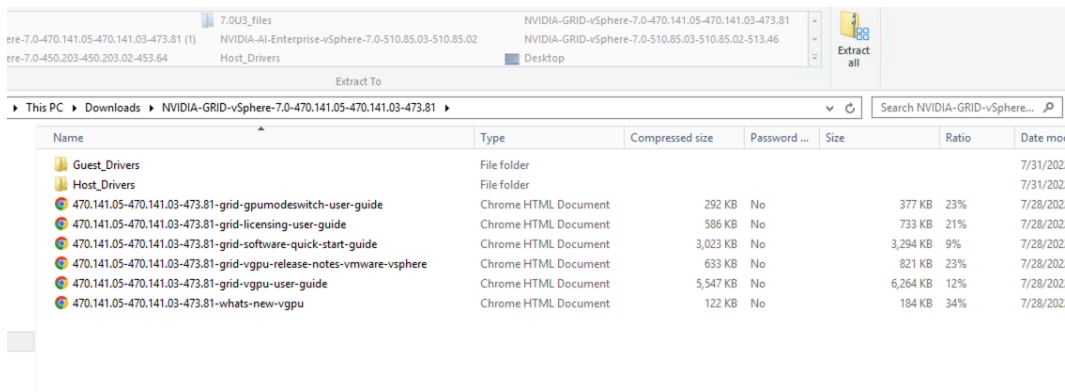 7.0U3_files NVIDIA-GRID-vSphere-7.0-470.141.05-470.141.03-473.81
ere-7.0-470.141.05-470.141.03-473.81 (1) NVIDIA-AI-Enterprise-vSphere-7.0-510.85.03-510.85.02 NVIDIA-GRID-vSphere-7.0-510.85.03-510.85.02-513.46
ere-7.0-450.203-450.203.02-453.64 Host_Drivers Desktop
Extract all
Extract To
This PC Downloads NVIDIA-GRID-vSphere-7.0-470.141.05-470.141.03-473.81 Search NVIDIA-GRID-vSphere...
Name Type Compressed size Password ... Size Ratio Date mo
Guest_Drivers File folder 7/31/202
Host_Drivers File folder 7/31/202
470.141.05-470.141.03-473.81-grid-gpumodeswitch-user-guide Chrome HTML Document 292 KB No 377 KB 23% 7/28/202
470.141.05-470.141.03-473.81-grid-licensing-user-guide Chrome HTML Document 586 KB No 733 KB 21% 7/28/202
470.141.05-470.141.03-473.81-grid-software-quick-start-guide Chrome HTML Document 3,023 KB No 3,294 KB 9% 7/28/202
470.141.05-470.141.03-473.81-grid-vgpu-release-notes-vmware-vsphere Chrome HTML Document 633 KB No 821 KB 23% 7/28/202
470.141.05-470.141.03-473.81-grid-vgpu-user-guide Chrome HTML Document 5,547 KB No 6,264 KB 12% 7/28/202
470.141.05-470.141.03-473.81-whats-new-vgpu Chrome HTML Document 122 KB No 184 KB 34% 7/28/202